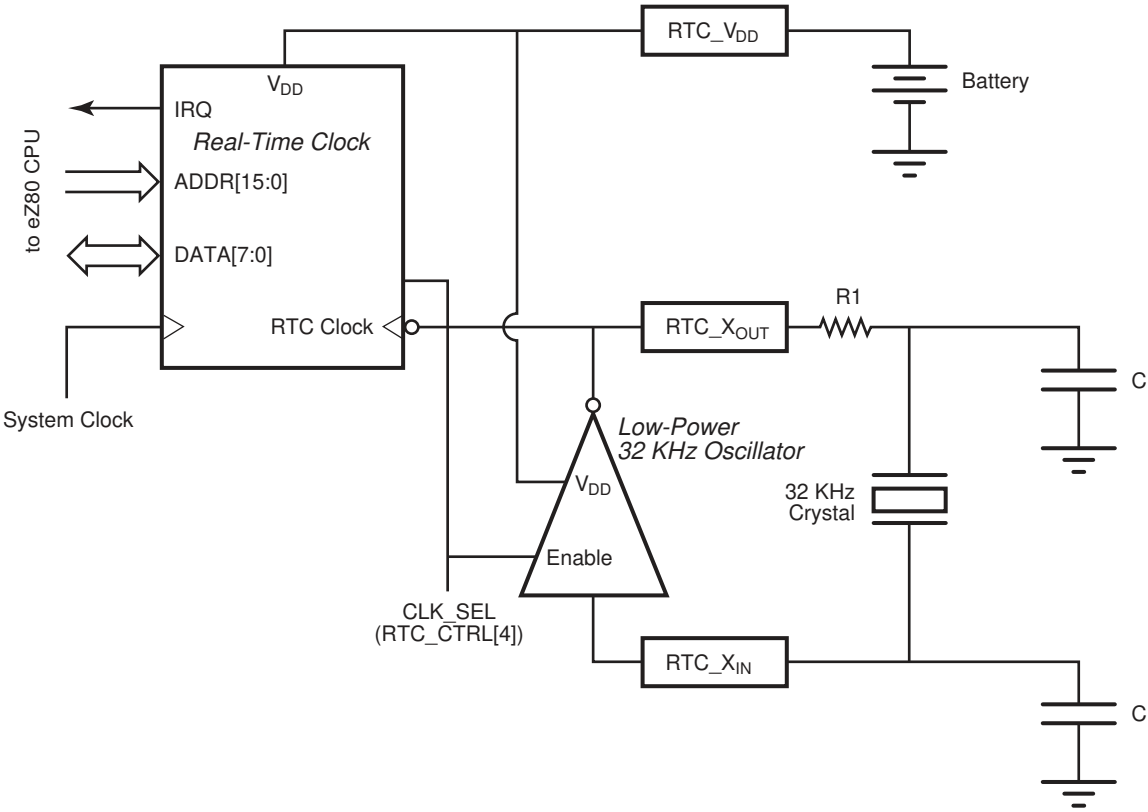 RTC_VDD
VDD
Battery
IRQ
Real-Time Clock
to eZ80 CPU
ADDR[15:0]
DATA[7:0]
R1
RTC Clock
RTC_XOUT
C
System Clock
Low-Power
32 KHz Oscillator
VDD
32 KHz
Crystal
Enable
CLK_SEL
(RTC_CTRL[4])
RTC_XIN
C